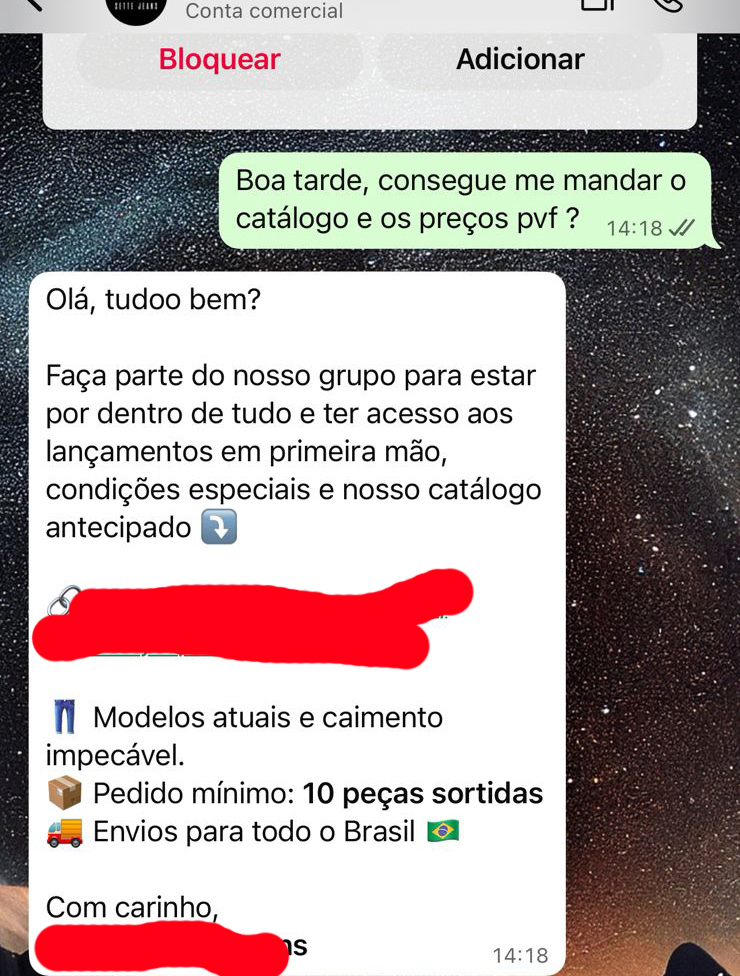 SETTE JEANS
Conta comercial
Bloquear
Adicionar
Boa tarde, consegue me mandar o
catálogo e os preços pvf ?
14:18
Olá, tudoo bem?
Faça parte do nosso grupo para estar
por dentro de tudo e ter acesso aos
lançamentos em primeira mão,
condições especiais e nosso catálogo
antecipado
Modelos atuais e caimento
impecável.
Pedido mínimo: 10 peças sortidas
Envios para todo o Brasil
Com carinho,
14:18